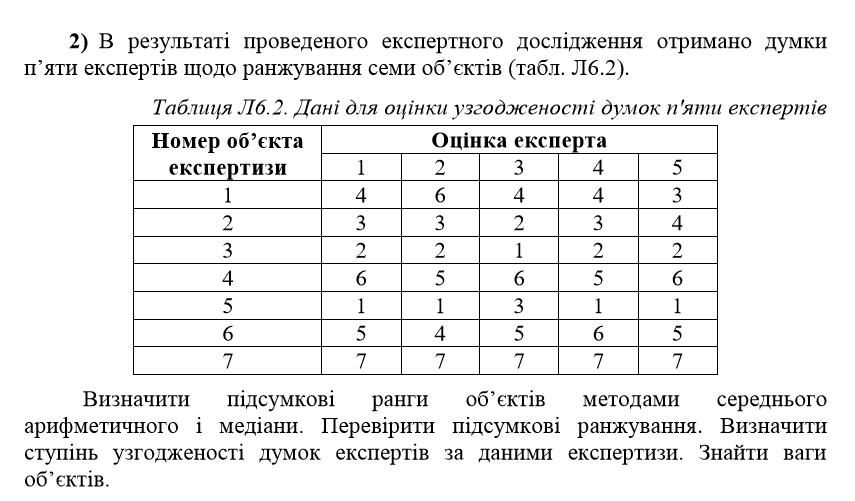 2) В результаті проведеного експертного дослідження отримано думки
п’яти експертів щодо ранжування семи об’єктів (табл. Л6.2).
Таблиця Л6.2. Дані для оцінки узгодженості думок п'яти експертів
Номер об’єкта експертизи Оцінка експерта
1 2 3 4 5
1 4 6 4 4 3
2 3 3 2 3 4
3 2 2 1 2 2
4 6 5 6 5 6
5 1 1 3 1 1
6 5 4 5 6 5
7 7 7 7 7 7
Визначити підсумкові ранги об’єктів методами середнього
арифметичного і медіани. Перевірити підсумкові ранжування. Визначити
ступінь узгодженості думок експертів за даними експертизи. Знайти ваги
об’єктів.